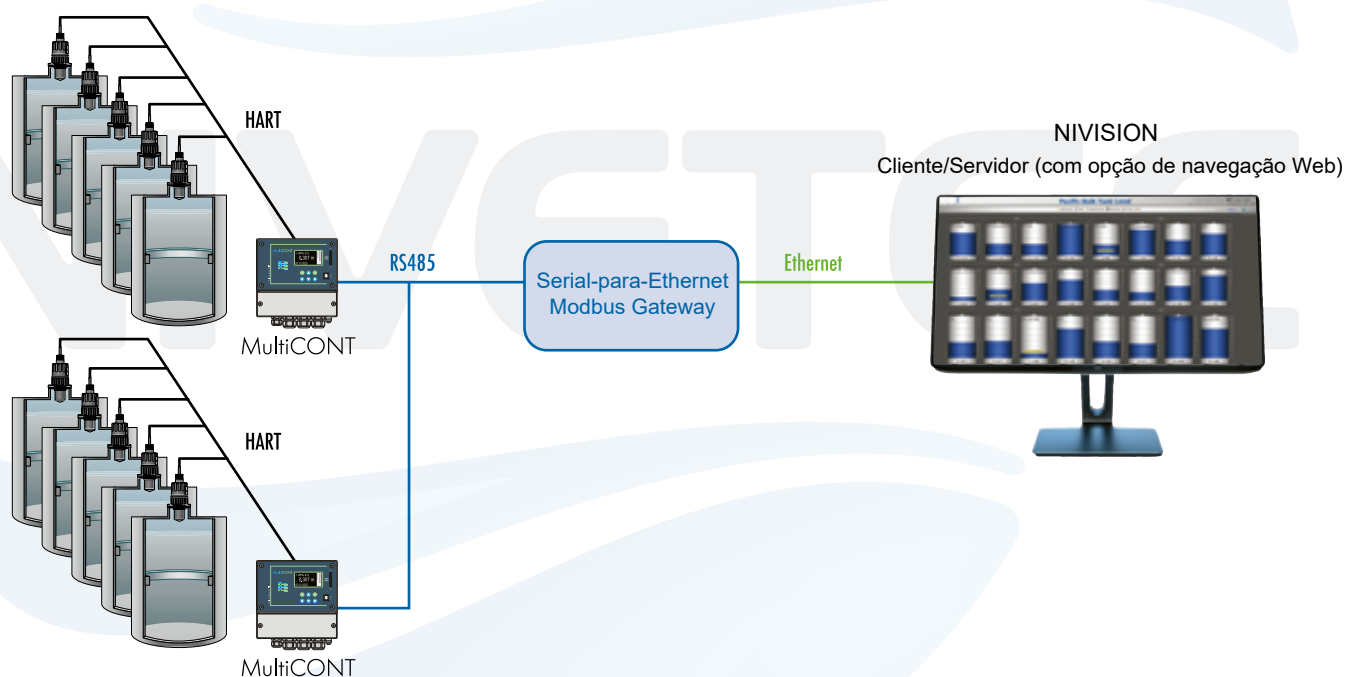 HART
NIVISION
Cliente/Servidor (com opção de navegação Web)
NIVETEC
RS485
Serial-para-Ethernet
Modbus Gateway
Ethernet
MultiCONT
HART
MultiCONT